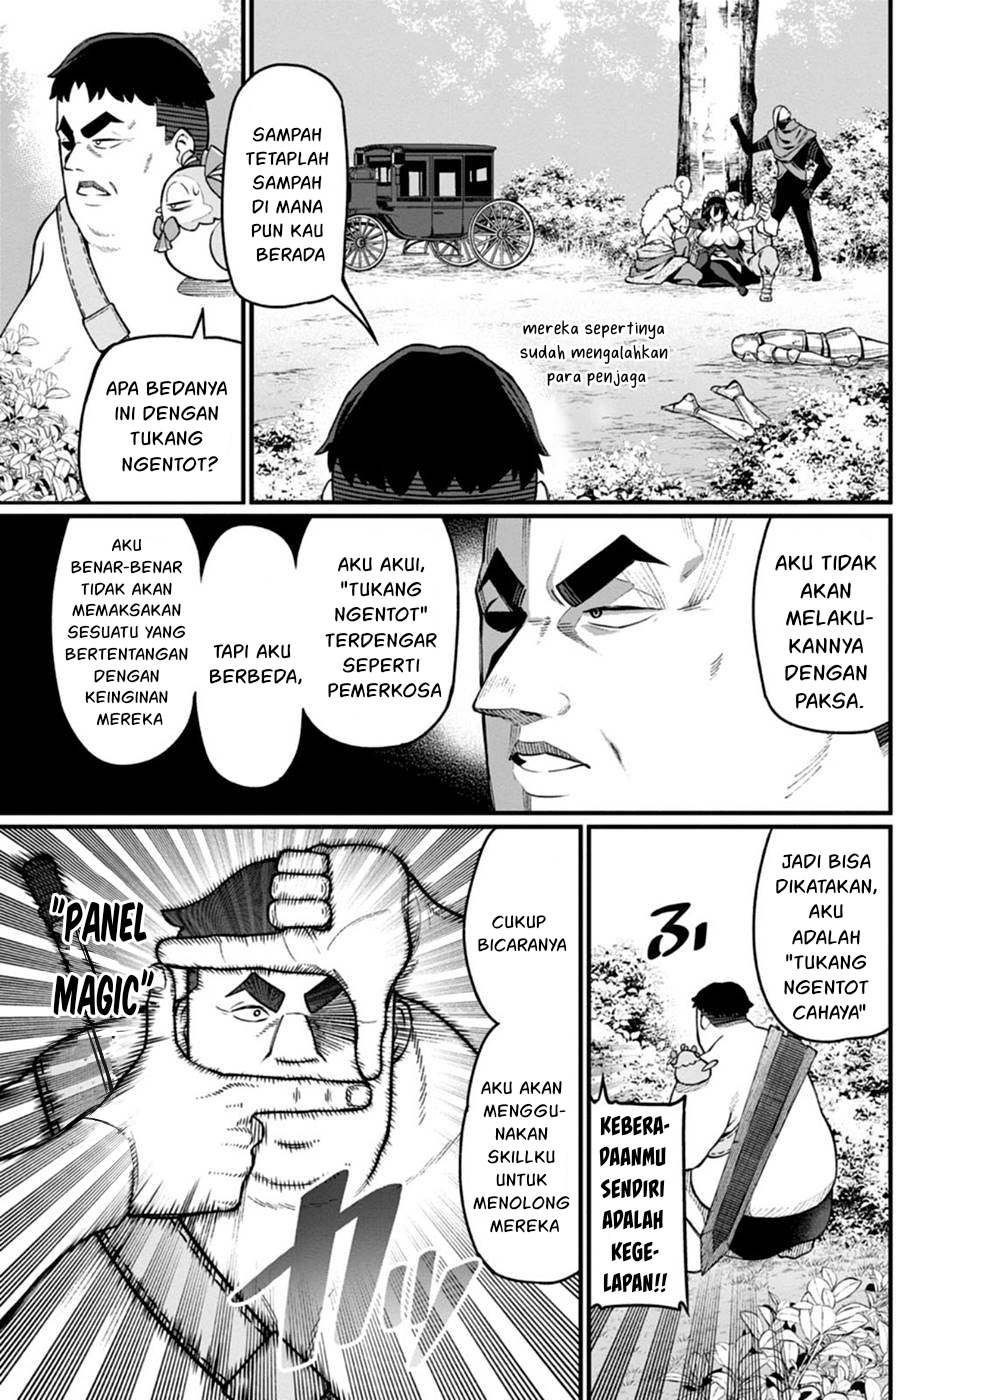 SAMPAH
TETAPLAH
SAMPAH
DI MANA
PUN KAU
BERADA
mereka sepertinya
sudah mengalahkan
para penjaga
APA BEDANYA
INI DENGAN
TUKANG
NGENTOT?
AKU TIDAK
AKAN
MELAKU-
KANNYA
DENGAN
PAKSA.
AKU AKUI,
"TUKANG
NGENTOT"
TERDENGAR
SEPERTI
PEMERKOSA
TAPI AKU
BERBEDA,
AKU
BENAR-BENAR
TIDAK AKAN
MEMAKSAKAN
SESUATU YANG
BERTENTANGAN
DENGAN
KEINGINAN
MEREKA
JADI BISA
DIKATAKAN,
AKU
ADALAH
"TUKANG
NGENTOT
CAHAYA"
ふい
KEBERA-
DAANMU
SENDIRI
ADALAH
KEGE-
LAPAN!!
CUKUP
BICARANYA
AKU AKAN
MENGGU-
NAKAN
SKILLKU
UNTUK
MENOLONG
MEREKA
"PANEL
MAGIC"